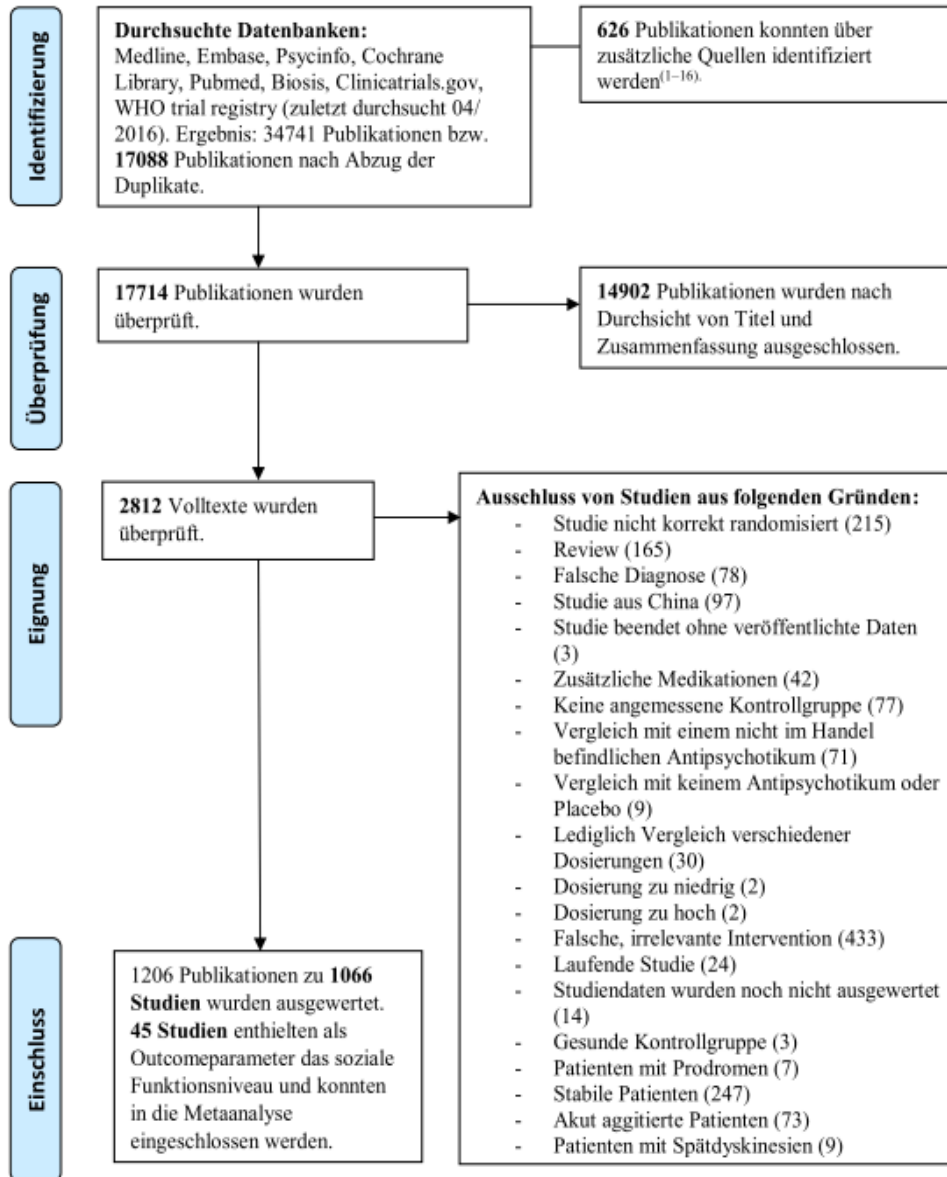 Identifizierung
Durchsuchte Datenbanken:
Medline, Embase, Psycinfo, Cochrane
Library, Pubmed, Biosis, Clinicatrials.gov,
WHO trial registry (zuletzt durchsucht 04/
2016). Ergebnis: 34741 Publikationen bzw.
17088 Publikationen nach Abzug der
Duplikate.
626 Publikationen konnten über
zusätzliche Quellen identifiziert
werden(1–16).
Überprüfung
17714 Publikationen wurden
überprüft.
14902 Publikationen wurden nach
Durchsicht von Titel und
Zusammenfassung ausgeschlossen.
Eignung
2812 Volltexte wurden
überprüft.
Ausschluss von Studien aus folgenden Gründen:
- Studie nicht korrekt randomisiert (215)
- Review (165)
- Falsche Diagnose (78)
- Studie aus China (97)
- Studie beendet ohne veröffentlichte Daten
(3)
- Zusätzliche Medikationen (42)
- Keine angemessene Kontrollgruppe (77)
- Vergleich mit einem nicht im Handel
befindlichen Antipsychotikum (71)
- Vergleich mit keinem Antipsychotikum oder
Placebo (9)
- Lediglich Vergleich verschiedener
Dosierungen (30)
- Dosierung zu niedrig (2)
- Dosierung zu hoch (2)
- Falsche, irrelevante Intervention (433)
- Laufende Studie (24)
- Studiendaten wurden noch nicht ausgewertet
(14)
- Gesunde Kontrollgruppe (3)
- Patienten mit Prodromen (7)
- Stabile Patienten (247)
- Akut aggitierte Patienten (73)
- Patienten mit Spätdyskinesien (9)
Einschluss
1206 Publikationen zu 1066
Studien wurden ausgewertet.
45 Studien enthielten als
Outcomeparameter das soziale
Funktionsniveau und konnten
in die Metaanalyse
eingeschlossen werden.